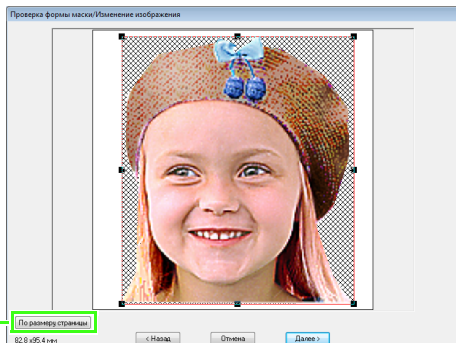 Проверка формы маски/Изменение изображения
По размеру страницы
82.8 x95.4 мм
< Назад
Отмена
Далее >